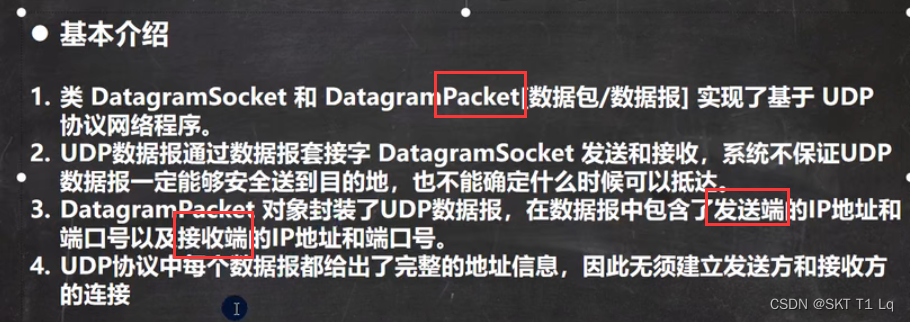 ● 基本介绍
1. 类 DatagramSocket 和 DatagramPacket[数据包/数据报] 实现了基于 UDP
协议网络程序。
2. UDP数据报通过数据报套接字 DatagramSocket 发送和接收，系统不保证UDP
数据报一定能够安全送到目的地，也不能确定什么时候可以抵达。
3. DatagramPacket 对象封装了UDP数据报，在数据报中包含了发送端的IP地址和
端口号以及接收端的IP地址和端口号。
4. UDP协议中每个数据报都给出了完整的地址信息，因此无须建立发送方和接收方
的连接
CSDN @SKT T1 Lq